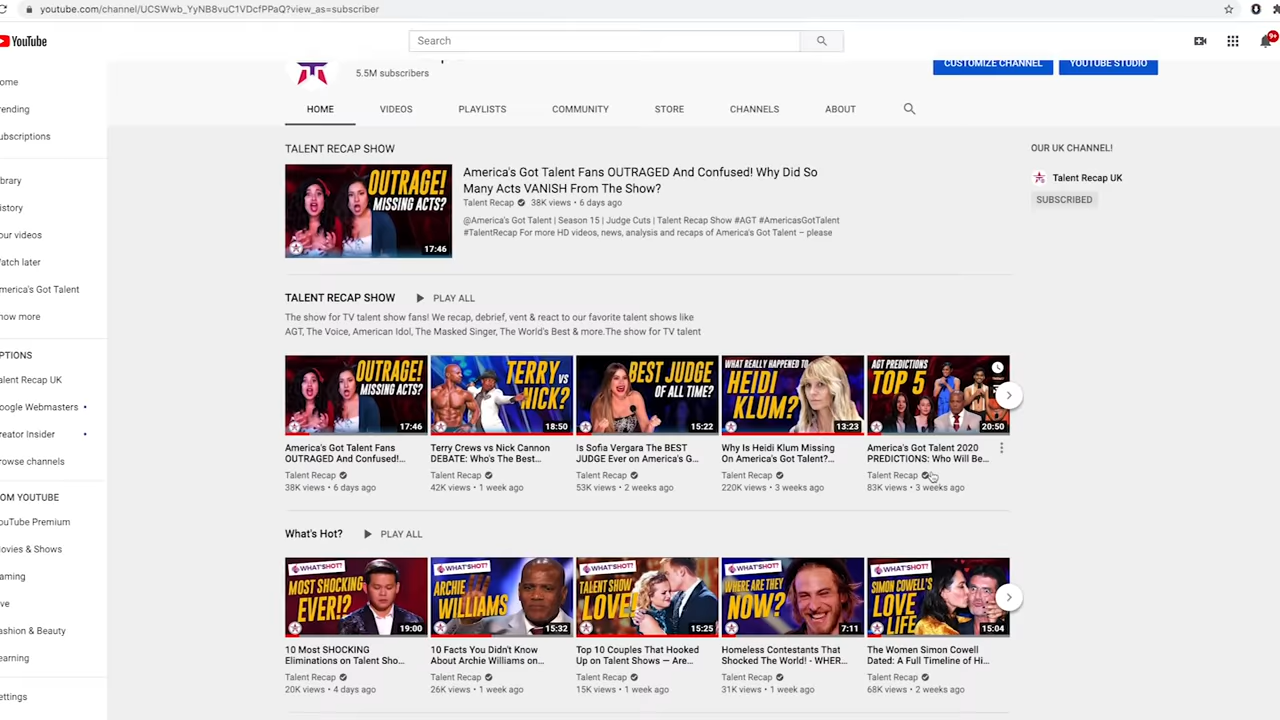 youtube.com/channel/UCSWwb_YyNB8vuC1VDcfPPaQ?view_as=subscriber
YouTube
Search
9+
5.5M subscribers
CUSTOMIZE CHANNEL
YOUTUBE STUDIO
HOME
VIDEOS
PLAYLISTS
COMMUNITY
STORE
CHANNELS
ABOUT
ome
rending
ubscriptions
ibrary
istory
our videos
atch later
merica's Got Talent
how more
PTIONS
alent Recap UK
oogle Webmasters
reator Insider
rowse channels
OM YOUTUBE
ouTube Premium
ovies & Shows
aming
ve
ashion & Beauty
earning
ettings
TALENT RECAP SHOW
OUTRAGE!
MISSING ACTS?
17:46
America's Got Talent Fans OUTRAGED And Confused! Why Did So
Many Acts VANISH From The Show?
Talent Recap 38K views • 6 days ago
@America's Got Talent | Season 15 | Judge Cuts | Talent Recap Show #AGT #AmericasGotTalent
#TalentRecap For more HD videos, news, analysis and recaps of America's Got Talent – please
OUR UK CHANNEL!
Talent Recap UK
SUBSCRIBED
TALENT RECAP SHOW PLAY ALL
The show for TV talent show fans! We recap, debrief, vent & react to our favorite talent shows like
AGT, The Voice, American Idol, The Masked Singer, The World's Best & more.The show for TV talent
OUTRAGE!
MISSING ACTS?
17:46
America's Got Talent Fans
OUTRAGED And Confused!...
Talent Recap
38K views • 6 days ago
TERRY
VS
NICK?
18:50
Terry Crews vs Nick Cannon
DEBATE: Who's The Best...
Talent Recap
42K views • 1 week ago
BEST JUDGE
OF ALL TIME?
15:22
Is Sofia Vergara The BEST
JUDGE Ever on America's G...
Talent Recap
53K views • 2 weeks ago
WHAT REALLY HAPPENED TO
HEIDI
KLUM?
13:23
Why Is Heidi Klum Missing
On America's Got Talent?...
Talent Recap
220K views • 3 weeks ago
AGT PREDICTIONS
TOP 5
20:50
America's Got Talent 2020
PREDICTIONS: Who Will Be...
Talent Recap
83K views • 3 weeks ago
What's Hot? PLAY ALL
WHAT'SHOT?
MOST SHOCKING
EVER!?
19:00
10 Most SHOCKING
Eliminations on Talent Sho...
Talent Recap
20K views • 4 days ago
WHAT'SHOT?
ARCHIE
WILLIAMS
15:32
10 Facts You Didn't Know
About Archie Williams on...
Talent Recap
26K views • 1 week ago
WHAT'SHOT?
TALENT SHOW
LOVE!
15:25
Top 10 Couples That Hooked
Up on Talent Shows — Are...
Talent Recap
15K views • 1 week ago
WHAT'SHOT?
WHERE ARE THEY
NOW?
7:11
Homeless Contestants That
Shocked The World! - WHER...
Talent Recap
31K views • 1 week ago
WHAT'SHOT?
SIMON COWELL'S
LOVE
LIFE
15:04
The Women Simon Cowell
Dated: A Full Timeline of Hi...
Talent Recap
68K views • 2 weeks ago